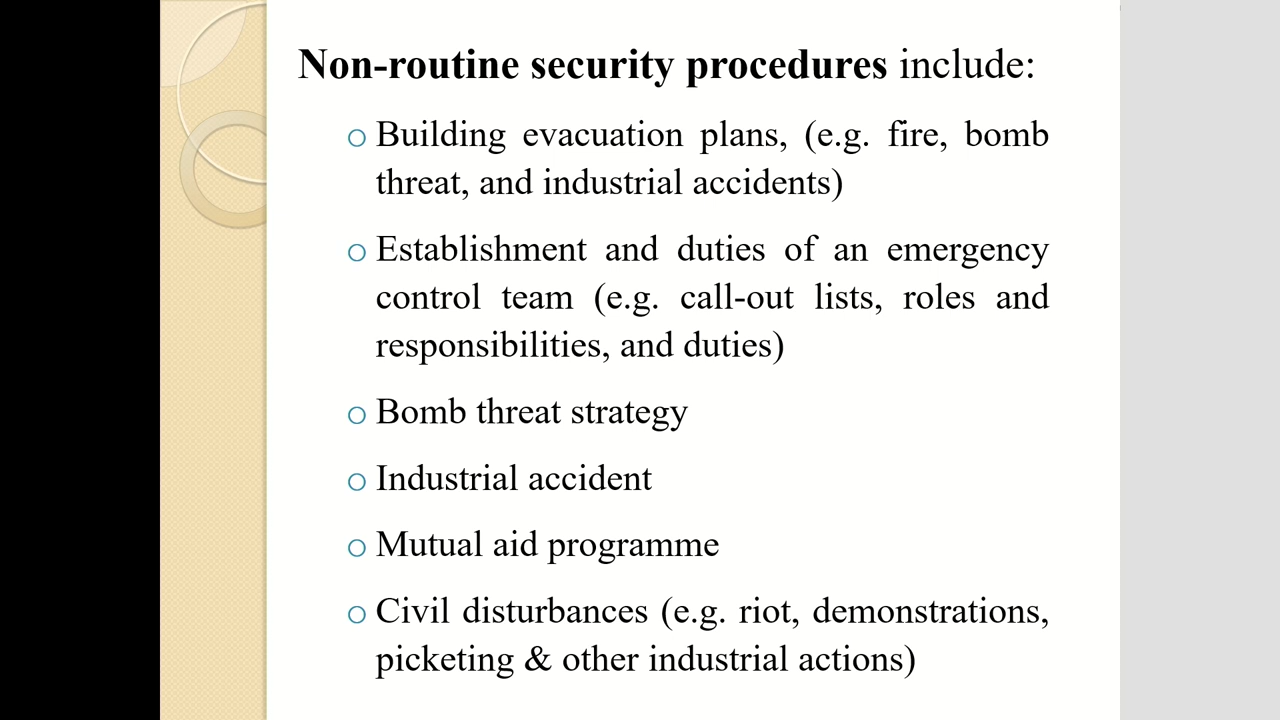 Non-routine security procedures include:
o Building evacuation plans, (e.g. fire, bomb
threat, and industrial accidents)
o Establishment and duties of an emergency
control team (e.g. call-out lists, roles and
responsibilities, and duties)
o Bomb threat strategy
o Industrial accident
o Mutual aid programme
o Civil disturbances (e.g. riot, demonstrations,
picketing & other industrial actions)